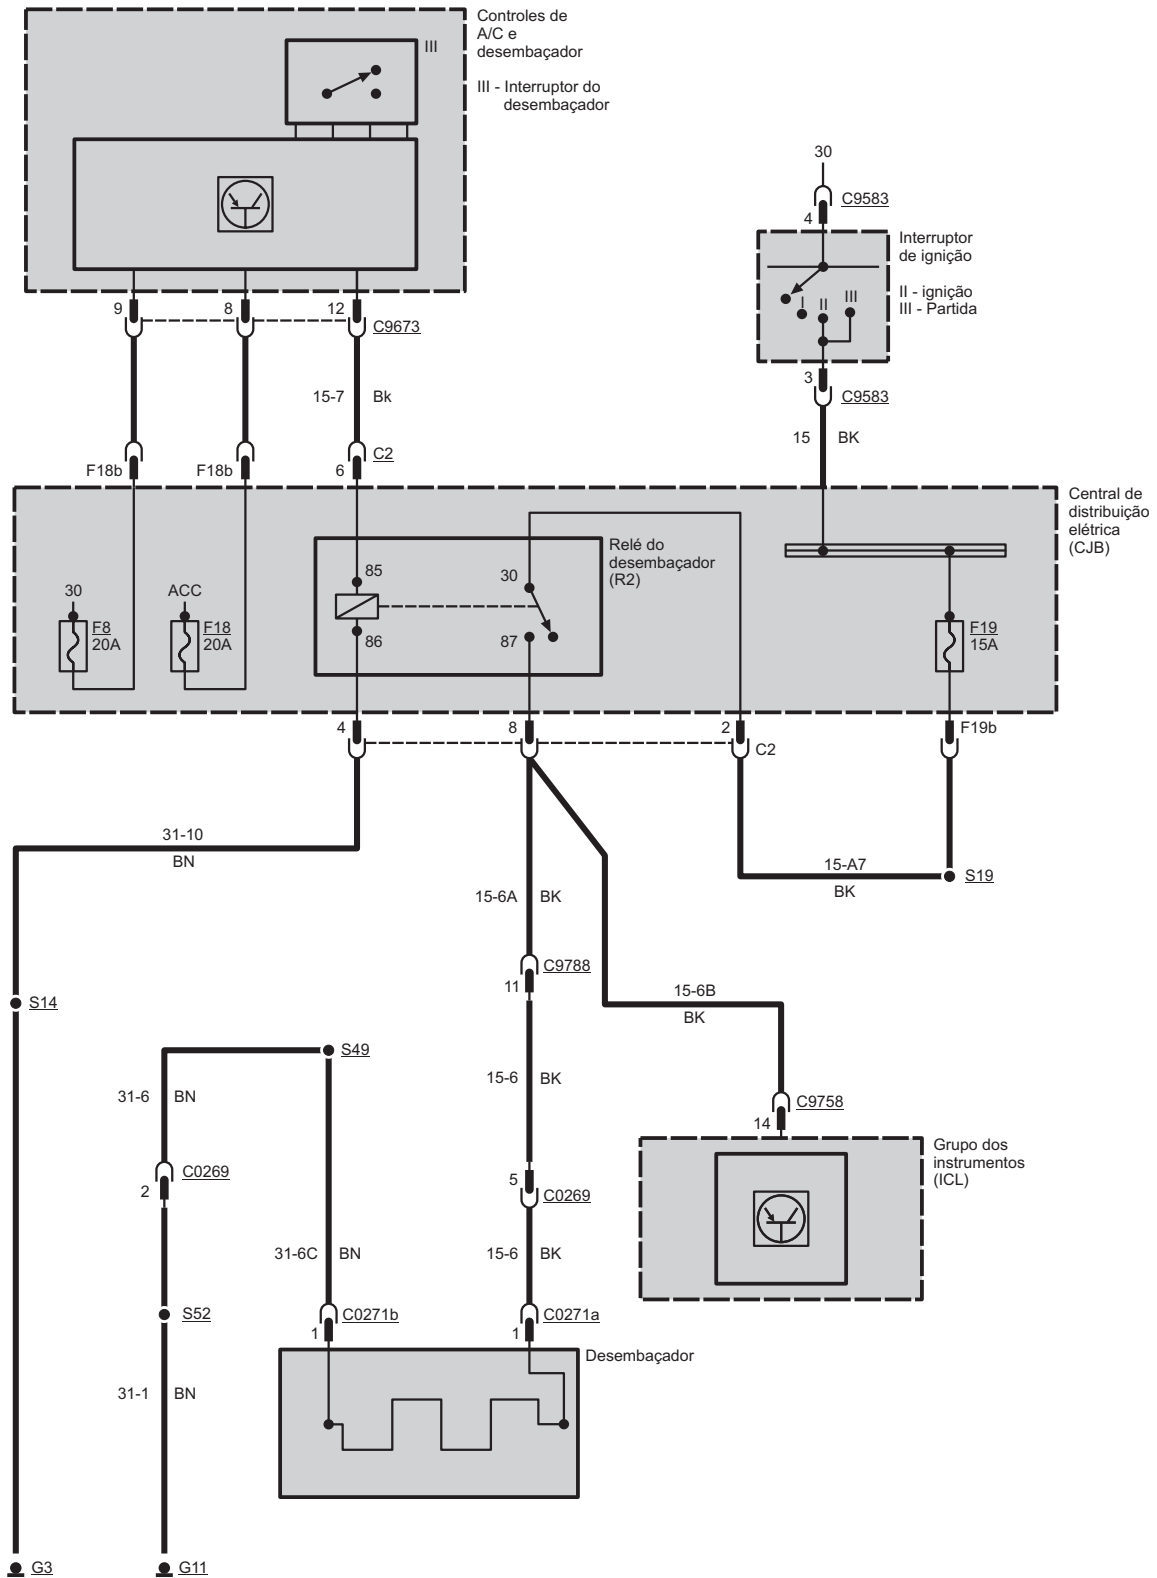 Controles de
A/C e
desembaçador
III
III - Interruptor do
desembaçador
30
C9583
4
Interruptor
de ignição
II - ignição
III - Partida
I
II
III
9
8
12
C9673
3
C9583
15-7
Bk
15
BK
C2
F18b
F18b
6
Central de
distribuição
elétrica
(CJB)
Relé do
desembaçador
(R2)
85
30
30
ACC
F8
20A
F18
20A
86
87
F19
15A
4
8
2
F19b
C2
31-10
BN
15-A7
BK
S19
15-6A
BK
C9788
11
15-6B
BK
S14
S49
31-6
BN
15-6
BK
C9758
14
Grupo dos
instrumentos
(ICL)
C0269
2
5
C0269
31-6C
BN
15-6
BK
S52
C0271b
1
C0271a
1
Desembaçador
31-1
BN
G3
G11